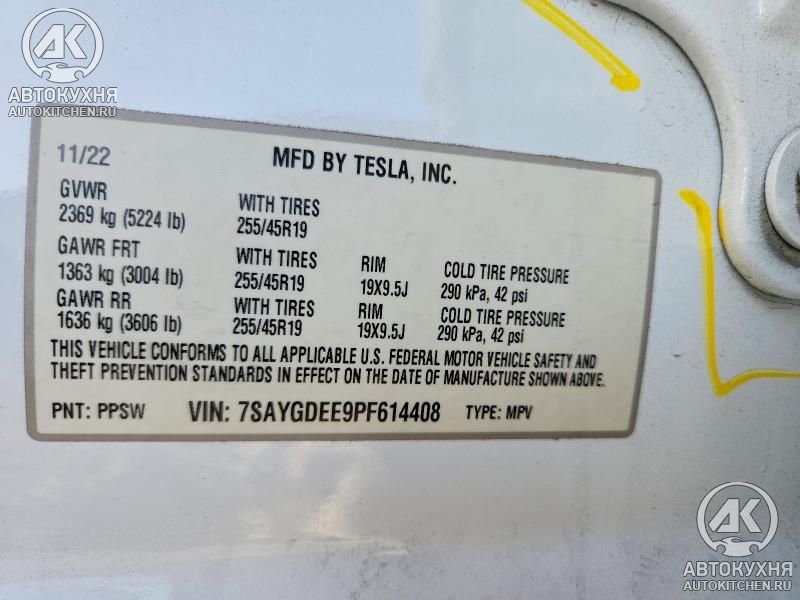 AK
АВТОКУХНЯ
AUTOKITCHEN.RU
11/22 MFD BY TESLA, INC.
GVWR
2369 kg (5224 lb)
WITH TIRES
255/45R19
GAWR FRT
1363 kg (3004 lb)
WITH TIRES
255/45R19
RIM
19X9.5J
COLD TIRE PRESSURE
290 kPa, 42 psi
GAWR RR
1636 kg (3606 lb)
WITH TIRES
255/45R19
RIM
19X9.5J
COLD TIRE PRESSURE
290 kPa, 42 psi
THIS VEHICLE CONFORMS TO ALL APPLICABLE U.S. FEDERAL MOTOR VEHICLE SAFETY AND
THEFT PREVENTION STANDARDS IN EFFECT ON THE DATE OF MANUFACTURE SHOWN ABOVE.
PNT: PPSW VIN: 7SAYGDEE9PF614408 TYPE: MPV
AK
АВТОКУХНЯ
AUTOKITCHEN.RU